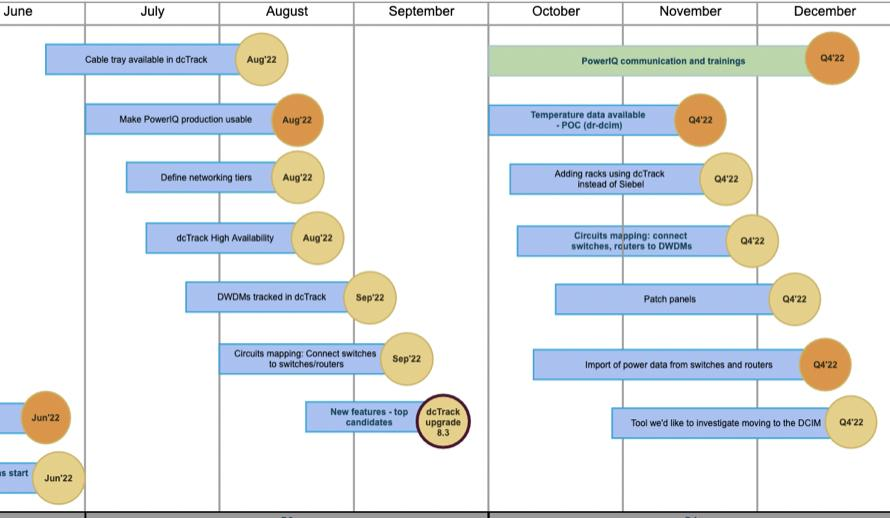 June
July
August
September
October
November
December
Cable tray available in dcTrack
Aug'22
PowerIQ communication and trainings
Q4'22
Make PowerIQ production usable
Aug'22
Temperature data available
- POC (dr-dcim)
Q4'22
Define networking tiers
Aug'22
Adding racks using dcTrack
instead of Siebel
Q4'22
dcTrack High Availability
Aug'22
Circuits mapping: connect
switches, routers to DWDMs
Q4'22
DWDMs tracked in dcTrack
Sep'22
Patch panels
Q4'22
Circuits mapping: Connect switches
to switches/routers
Sep'22
Import of power data from switches and routers
Q4'22
Jun'22
New features - top
candidates
dcTrack
upgrade
8.3
Tool we'd like to investigate moving to the DCIM
Q4'22
start
Jun'22